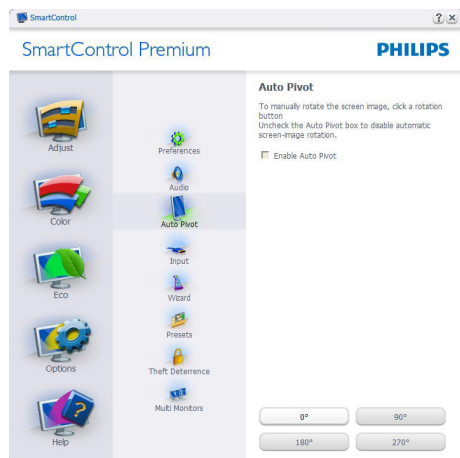 SmartControl
SmartControl Premium
PHILIPS
Adjust
Color
Eco
Options
Help
Preferences
Audio
Auto Pivot
Input
Wizard
Presets
Theft Deterrence
Multi Monitors
Auto Pivot
To manually rotate the screen image, click a rotation
button
Uncheck the Auto Pivot box to disable automatic
screen-image rotation.
Enable Auto Pivot
0°
90°
180°
270°